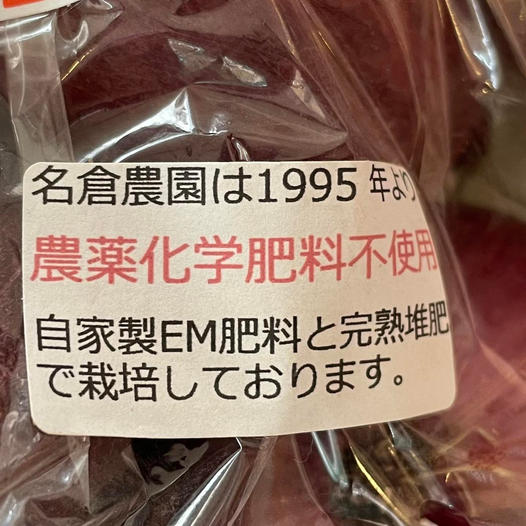 名倉農園は1995 年より
農薬化学肥料不使用
自家製EM肥料と完熟堆肥
で栽培しております。